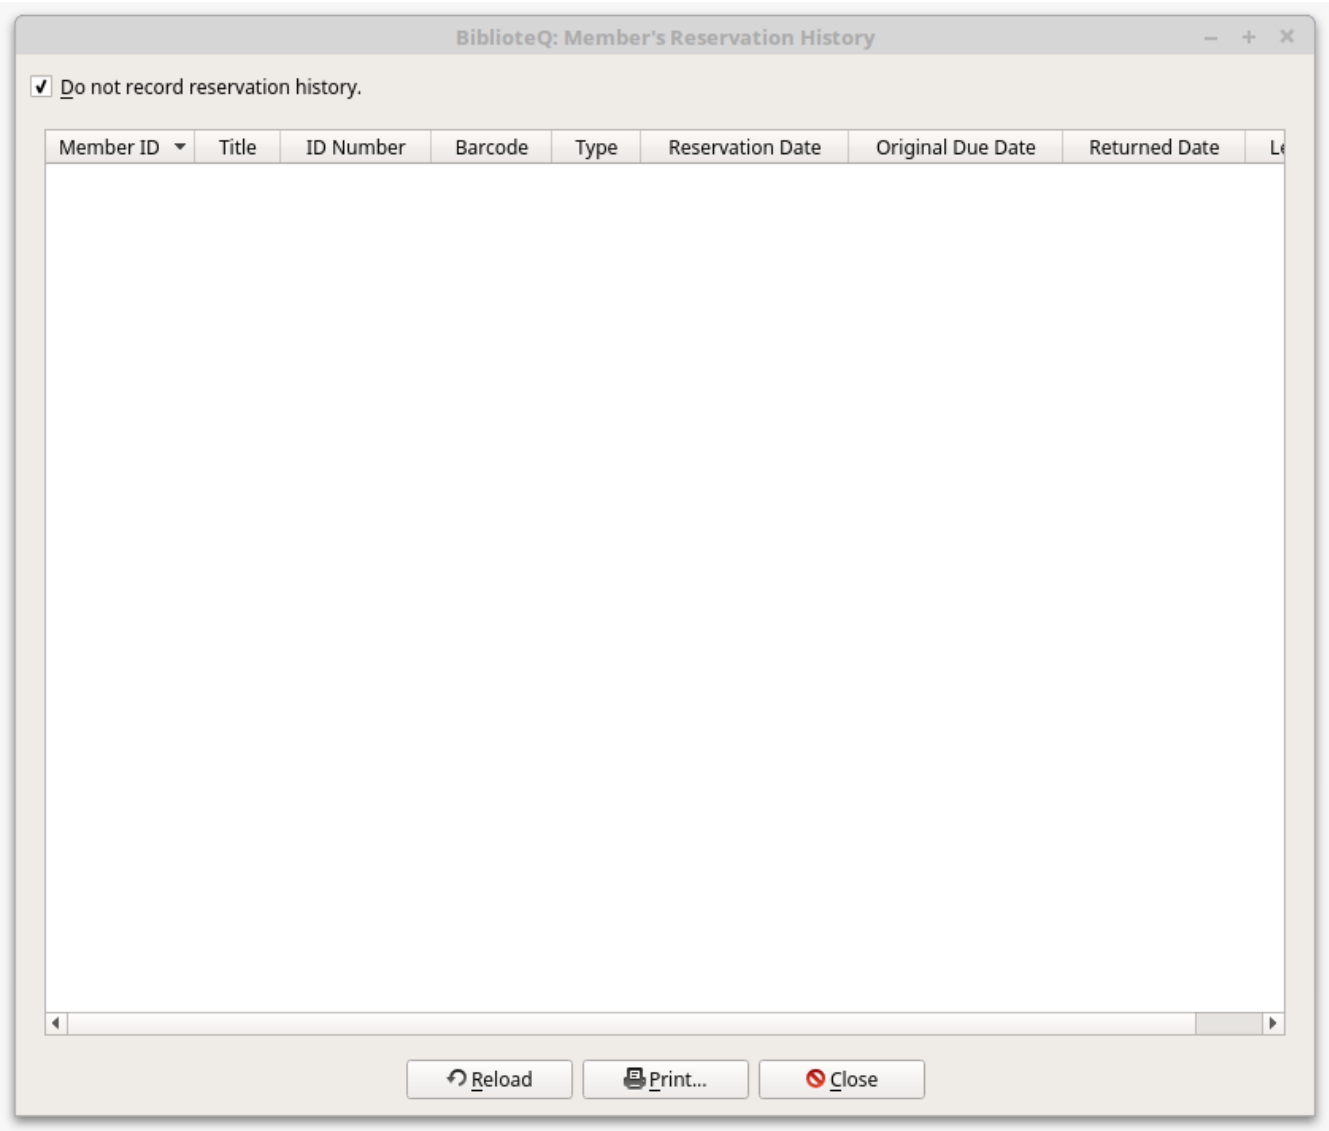 BiblioteQ: Member's Reservation History
Do not record reservation history.
Member ID Title ID Number Barcode Type Reservation Date Original Due Date Returned Date
Reload Print... Close